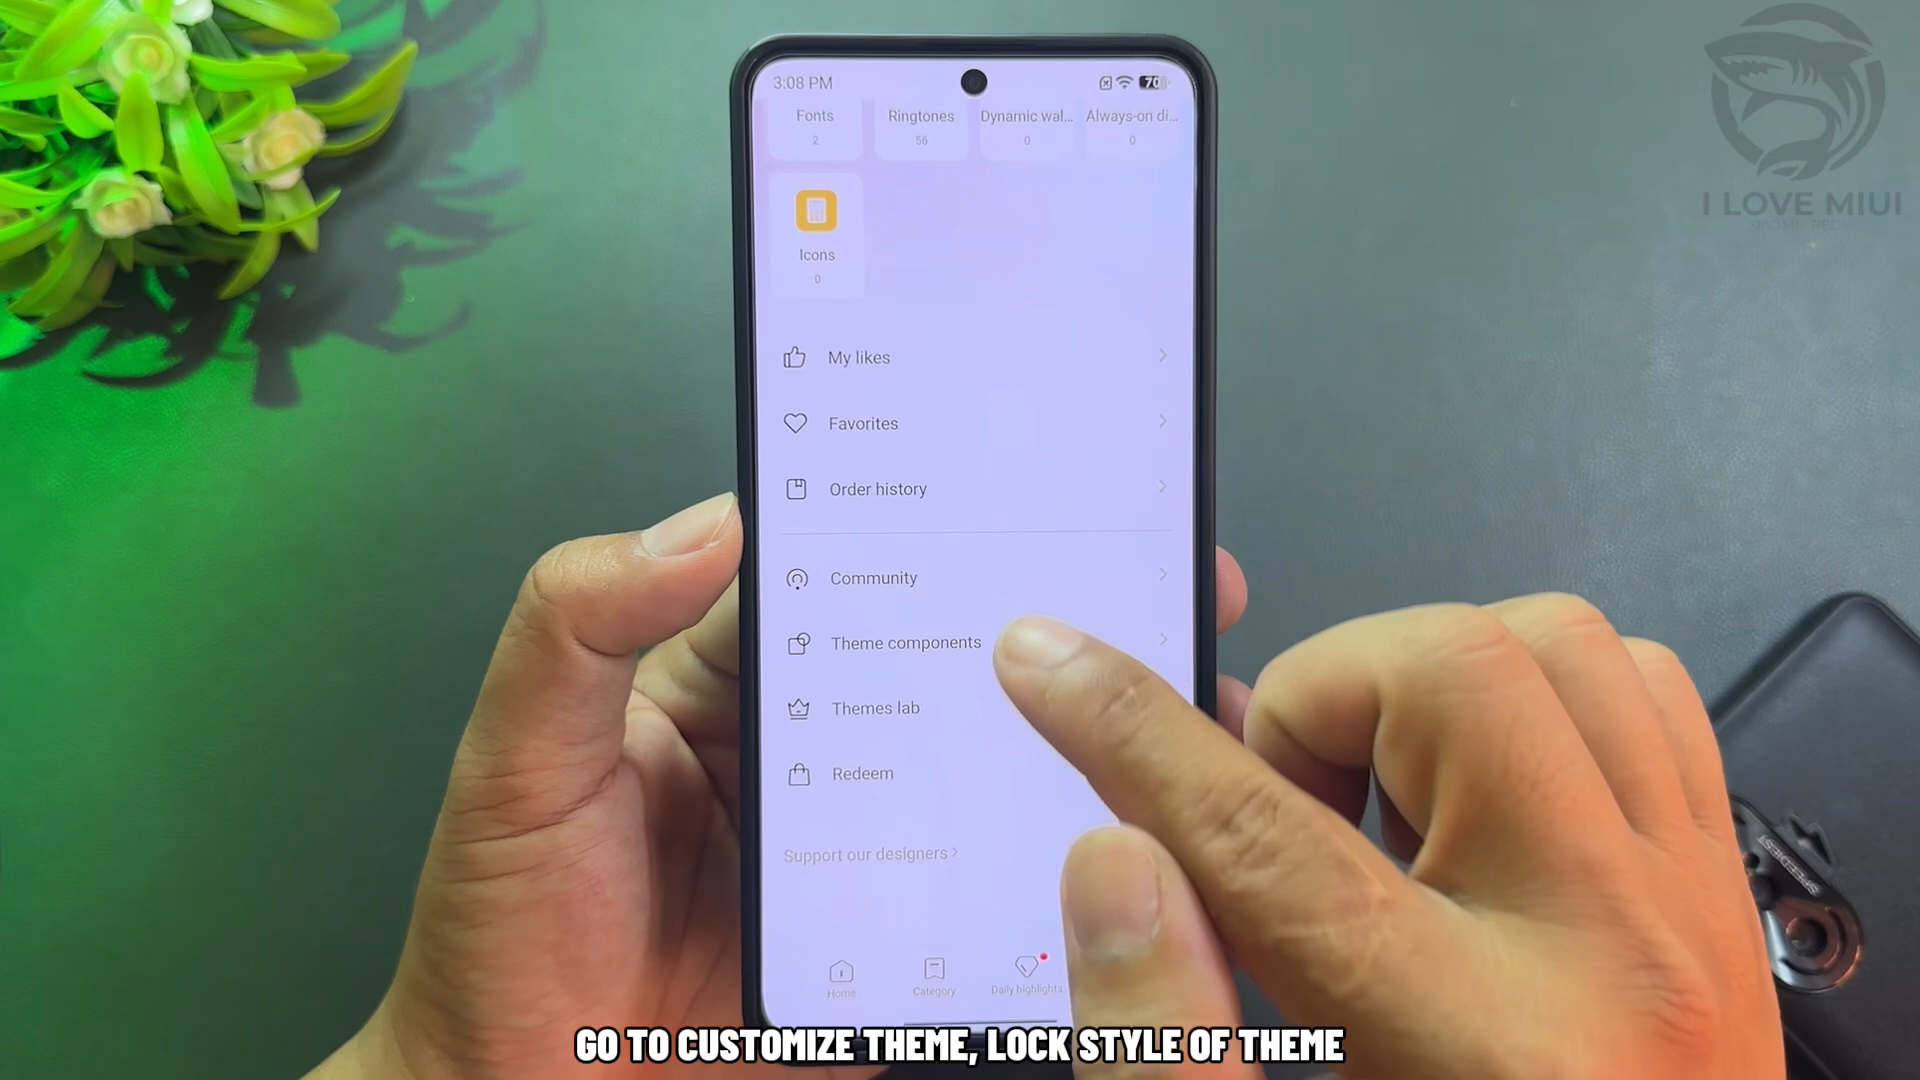 3:08 PM
70
Fonts
Ringtones
Dynamic wal...
Always-on di...
2
56
0
0
Icons
0
My likes
Favorites
Order history
Community
Theme components
Themes lab
Redeem
Support our designers
Home
Category
Daily highlights
I LOVE MIUI
SPEEDIEST
GO TO CUSTOMIZE THEME, LOCK STYLE OF THEME